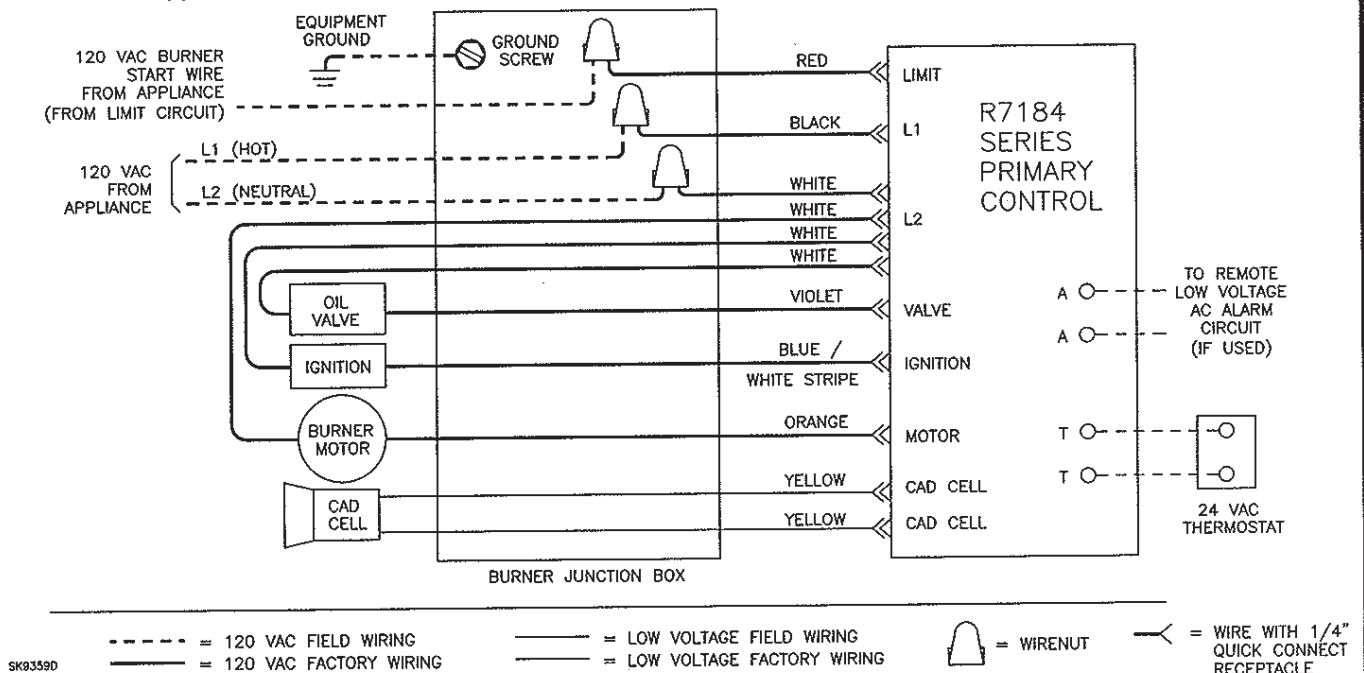 EQUIPMENT
GROUND
GROUND
SCREW
120 VAC BURNER
START WIRE
FROM APPLIANCE
(FROM LIMIT CIRCUIT)
L1 (HOT)
120 VAC
FROM
APPLIANCE
L2 (NEUTRAL)
RED
BLACK
WHITE
WHITE
WHITE
WHITE
VIOLET
BLUE /
WHITE STRIPE
ORANGE
YELLOW
YELLOW
OIL
VALVE
IGNITION
BURNER
MOTOR
CAD
CELL
BURNER JUNCTION BOX
LIMIT
L1
L2
VALVE
IGNITION
MOTOR
CAD CELL
CAD CELL
R7184
SERIES
PRIMARY
CONTROL
A
A
T
T
TO REMOTE
LOW VOLTAGE
AC ALARM
CIRCUIT
(IF USED)
24 VAC
THERMOSTAT
= 120 VAC FIELD WIRING
= 120 VAC FACTORY WIRING
= LOW VOLTAGE FIELD WIRING
= LOW VOLTAGE FACTORY WIRING
= WIRENUT
= WIRE WITH 1/4"
QUICK CONNECT
RECEPTACLE
SK9359D